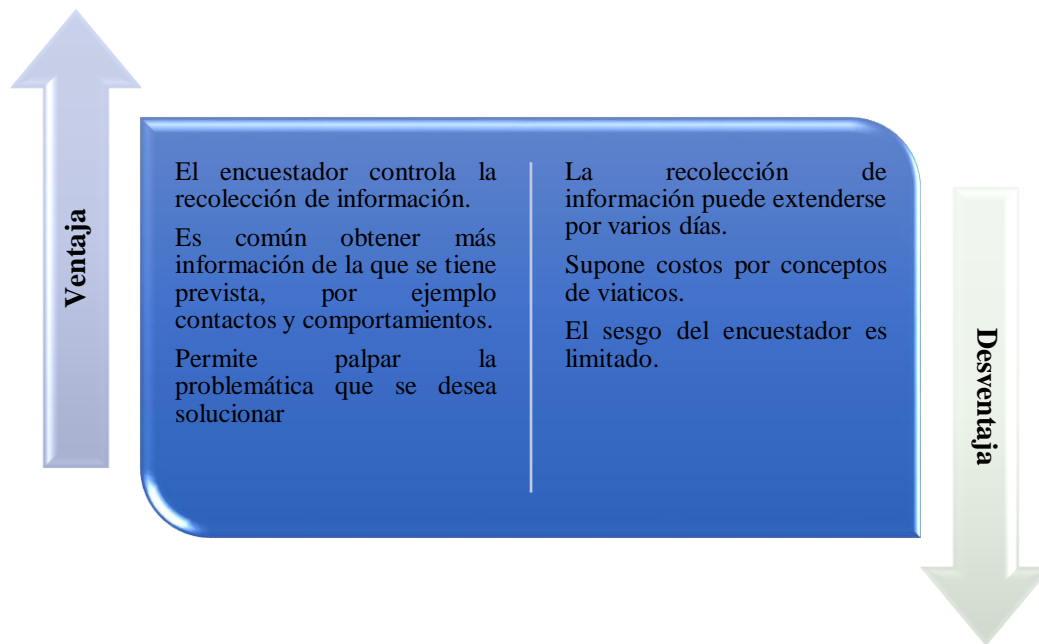 Ventaja
El encuestador controla la
recolección de información.
Es común obtener más
información de la que se tiene
prevista, por ejemplo
contactos y comportamientos.
Permite palpar la
problemática que se desea
solucionar
La recolección de
información puede extenderse
por varios días.
Supone costos por conceptos
de viaticos.
El sesgo del encuestador es
limitado.
Desventaja